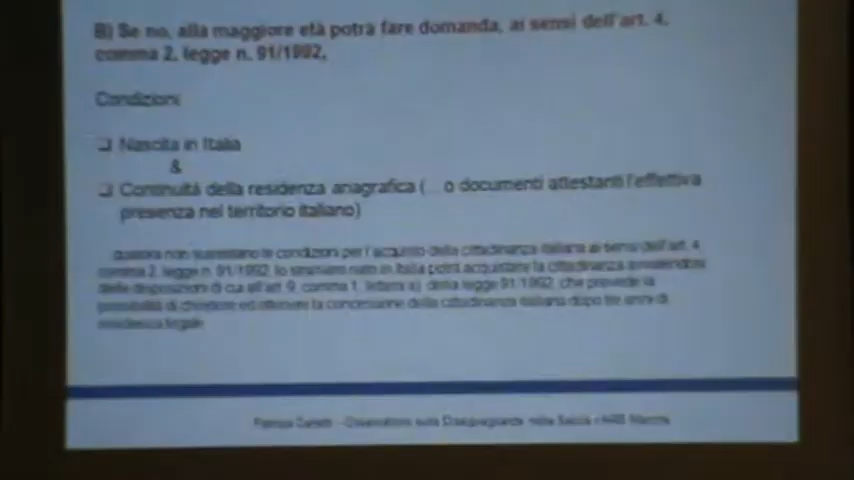 B) Se no, alla maggiore età potrà fare domanda, ai sensi dell'art. 4,
comma 2, legge n. 91/1992,
Condizioni:
❑ Nascita in Italia
&
❑ Continuità della residenza anagrafica (... o documenti attestanti l'effettiva
presenza nel territorio italiano)
qualora non sussistano le condizioni per l'acquisto della cittadinanza italiana ai sensi dell'art. 4
comma 2, legge n. 91/1992, lo straniero nato in Italia potrà acquistare la cittadinanza avvalendosi
delle disposizioni di cui all'art. 9, comma 1, lettera a) della legge 91/1992, che prevede la
possibilità di chiedere ed ottenere la concessione della cittadinanza italiana dopo tre anni di
residenza legale
Osservatorio sulle nella Salute